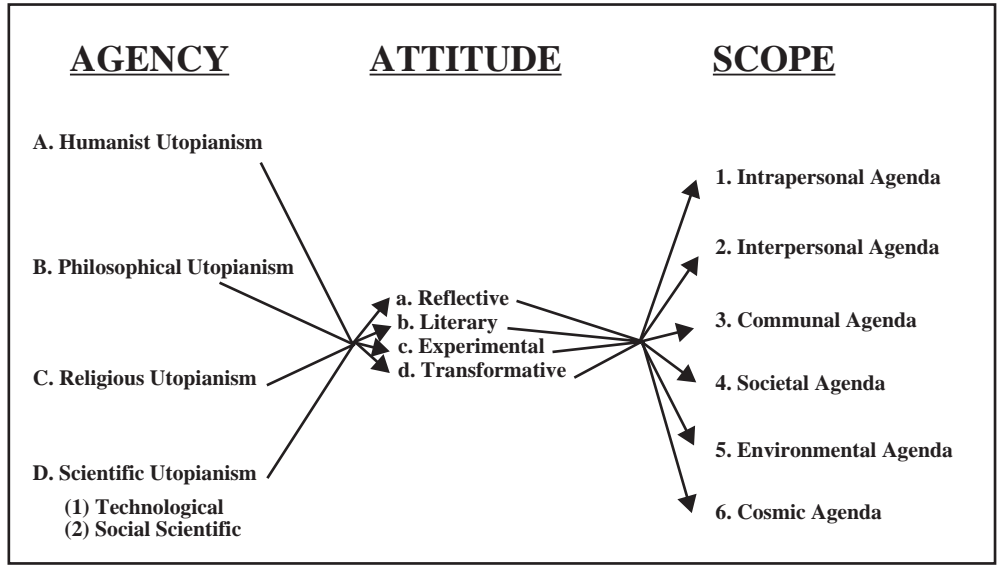 AGENCY
ATTITUDE
SCOPE
A. Humanist Utopianism
B. Philosophical Utopianism
C. Religious Utopianism
D. Scientific Utopianism
(1) Technological
(2) Social Scientific
a. Reflective
b. Literary
c. Experimental
d. Transformative
1. Intrapersonal Agenda
2. Interpersonal Agenda
3. Communal Agenda
4. Societal Agenda
5. Environmental Agenda
6. Cosmic Agenda